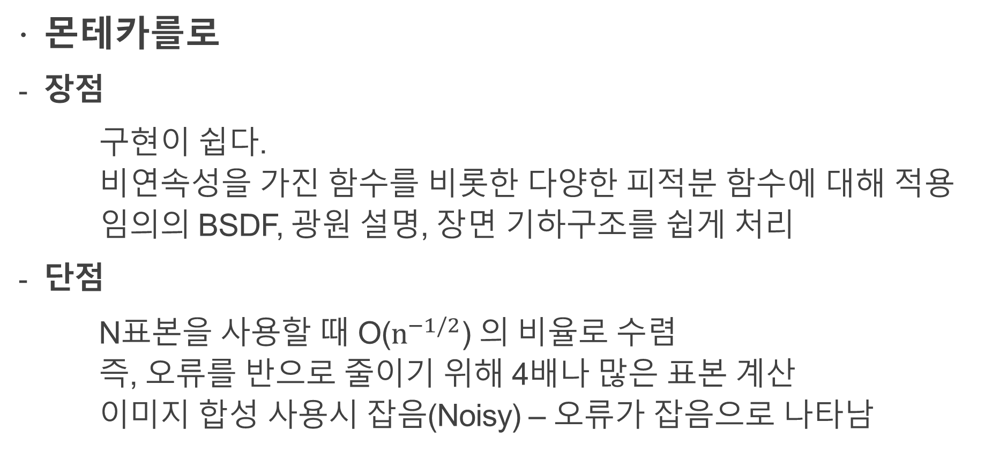 · 몬테카를로
- 장점
구현이 쉽다.
비연속성을 가진 함수를 비롯한 다양한 피적분 함수에 대해 적용
임의의 BSDF, 광원 설명, 장면 기하구조를 쉽게 처리
- 단점
N표본을 사용할 때 O(n⁻¹/²) 의 비율로 수렴
즉, 오류를 반으로 줄이기 위해 4배나 많은 표본 계산
이미지 합성 사용시 잡음(Noisy) – 오류가 잡음으로 나타남